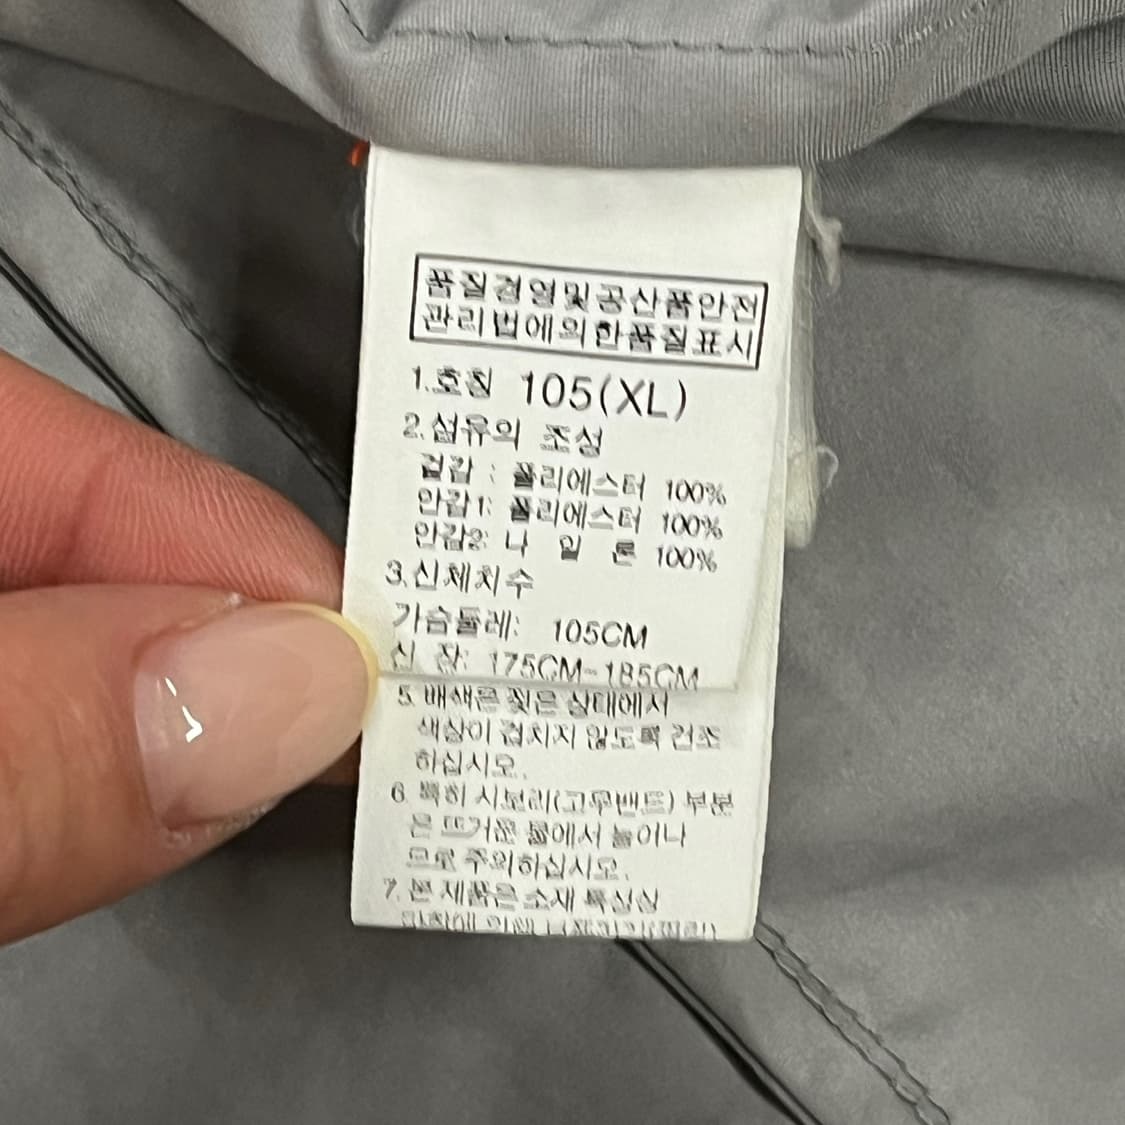 품질경영및공산품안전
관리법에의한품질표시
1.호칭 105(XL)
2.섬유의 조성
겉감 : 폴리에스터 100%
안감1: 폴리에스터 100%
안감2: 나 일 론 100%
3.신체치수
가슴둘레: 105CM
신 장: 175CM~185CM
5. 배색은 젖은 상태에서
색상이 겹치지 않도록 건조
하십시오.
6. 특히 시보리(고무밴드) 부분
은 뜨거운 물에서 늘어나
므로 주의하십시오.
7. 본 제품은 소재 특성상